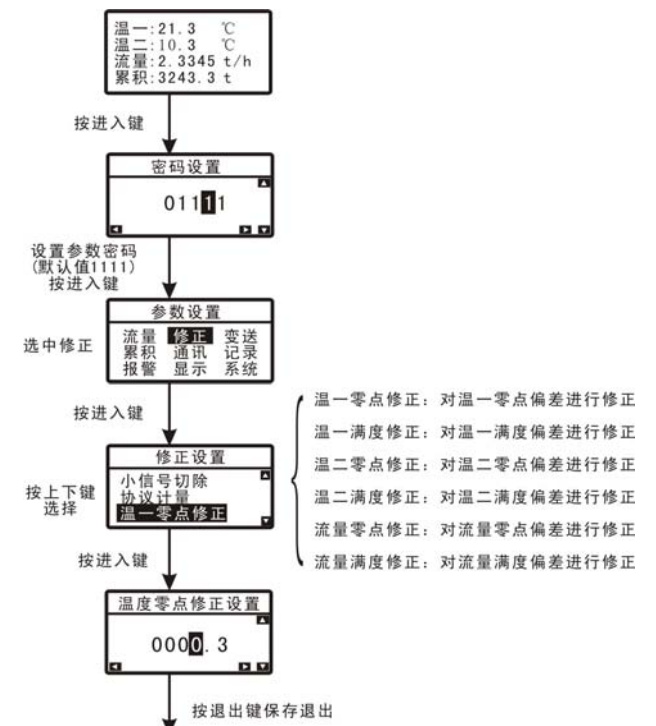 温一:21.3 ℃
温二:10.3 ℃
流量:2.3345 t/h
累积:3243.3 t
按进入键
密码设置
01111
设置参数密码
(默认值1111)
按进入键
参数设置
流量 修正 变送
累积 通讯 记录
报警 显示 系统
选中修正
按进入键
修正设置
小信号切除
协议计量
温一零点修正
按上下键
选择
温一零点修正：对温一零点偏差进行修正
温一满度修正：对温一满度偏差进行修正
温二零点修正：对温二零点偏差进行修正
温二满度修正：对温二满度偏差进行修正
流量零点修正：对流量零点偏差进行修正
流量满度修正：对流量满度偏差进行修正
按进入键
温度零点修正设置
0000.3
按退出键保存退出